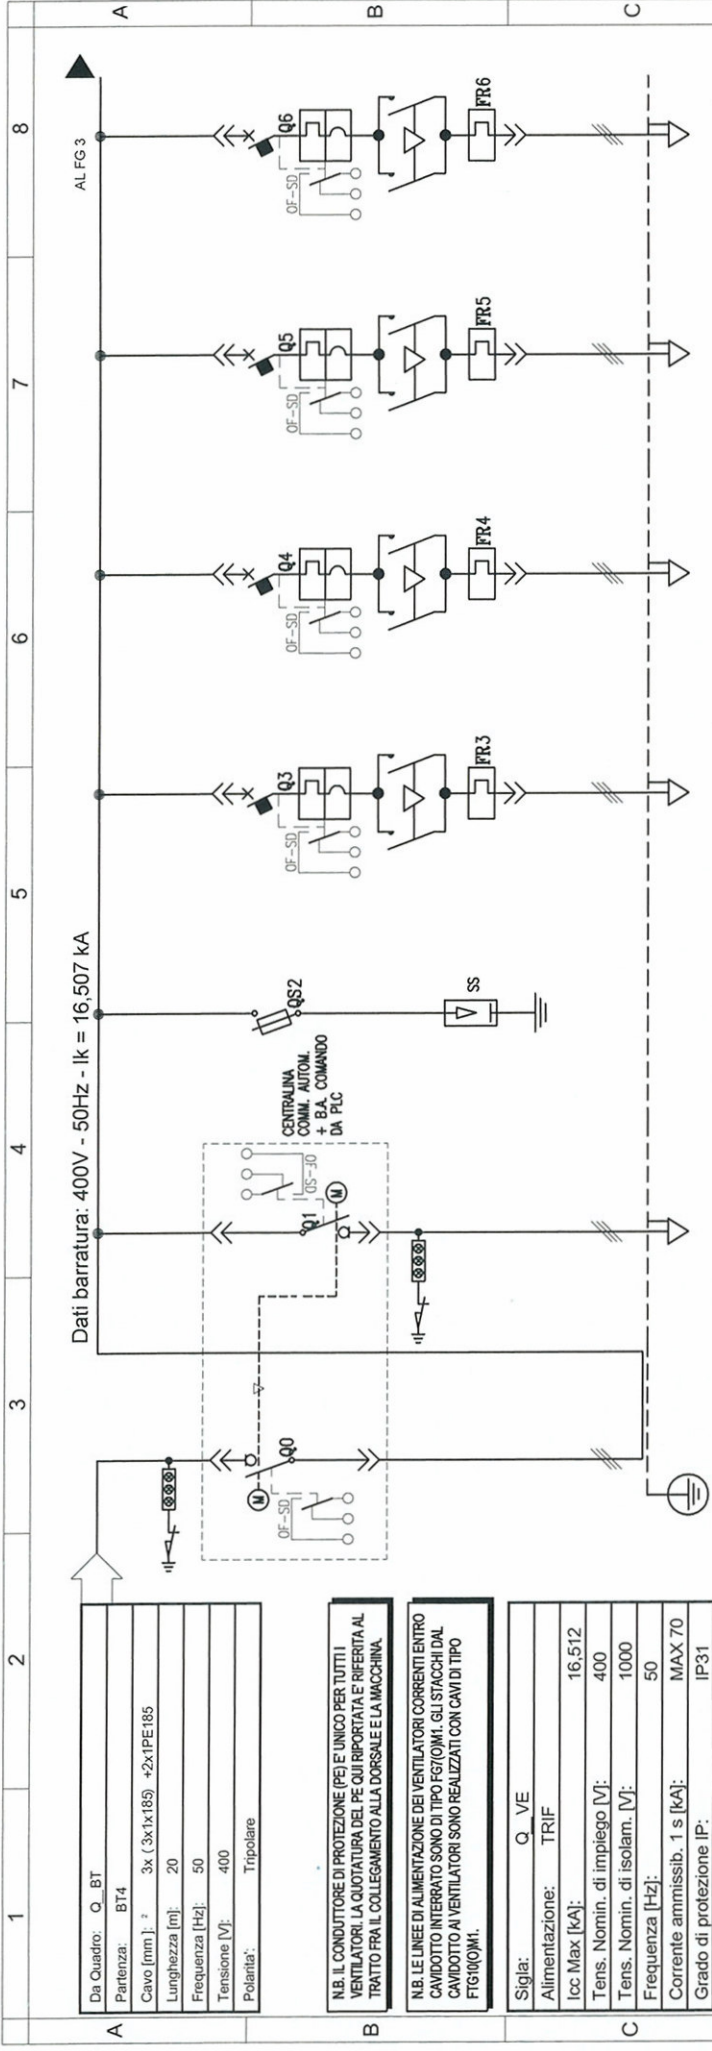 1 2 3 4 5 6 7 8
A
B
C
A
B
C
Da Quadro: Q_BT
Partenza: BT4
Cavo [mm ]: ² 3x ( 3x1x185) +2x1PE185
Lunghezza [m]: 20
Frequenza [Hz]: 50
Tensione [V]: 400
Polarita': Tripolare
N.B. IL CONDUTTORE DI PROTEZIONE (PE) E' UNICO PER TUTTI I
VENTILATORI. LA QUOTATURA DEL PE QUI RIPORTATA E' RIFERITA AL
TRATTO FRA IL COLLEGAMENTO ALLA DORSALE E LA MACCHINA.
N.B. LE LINEE DI ALIMENTAZIONE DEI VENTILATORI CORRENTI ENTRO
CAVIDOTTO INTERRATO SONO DI TIPO FG7(O)M1. GLI STACCHI DAL
CAVIDOTTO AI VENTILATORI SONO REALIZZATI CON CAVI DI TIPO
FTG10(O)M1.
Sigla: Q_VE
Alimentazione: TRIF
Icc Max [kA]: 16,512
Tens. Nomin. di impiego [V]: 400
Tens. Nomin. di isolam. [V]: 1000
Frequenza [Hz]: 50
Corrente ammissib. 1 s [kA]: MAX 70
Grado di protezione IP: IP31
Dati barratura: 400V - 50Hz - Ik = 16,507 kA
AL FG 3
M
Q0
OF-SD
Q1
M
OF-SD
CENTRALINA
COMM. AUTOM.
+ B.A. COMANDO
DA PLC
QS2
SS
Q3
OF-SD
FR3
Q4
OF-SD
FR4
Q5
OF-SD
FR5
Q6
OF-SD
FR6